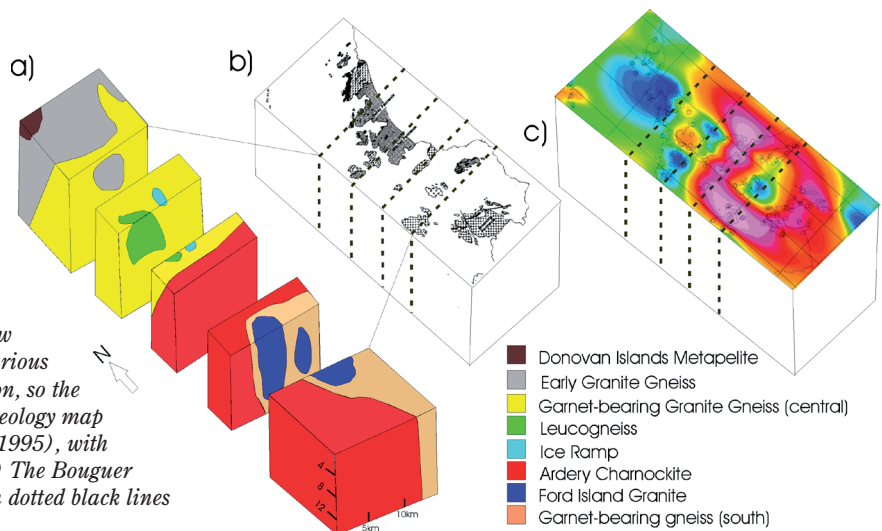 a)
b)
c)
N
w
rious
on, so the
eology map
1995), with
) The Bouguer
n dotted black lines
4
8
12
5km
10km
Donovan Islands Metapelite
Early Granite Gneiss
Garnet-bearing Granite Gneiss (central)
Leucogneiss
Ice Ramp
Ardery Charnockite
Ford Island Granite
Garnet-bearing gneiss (south)